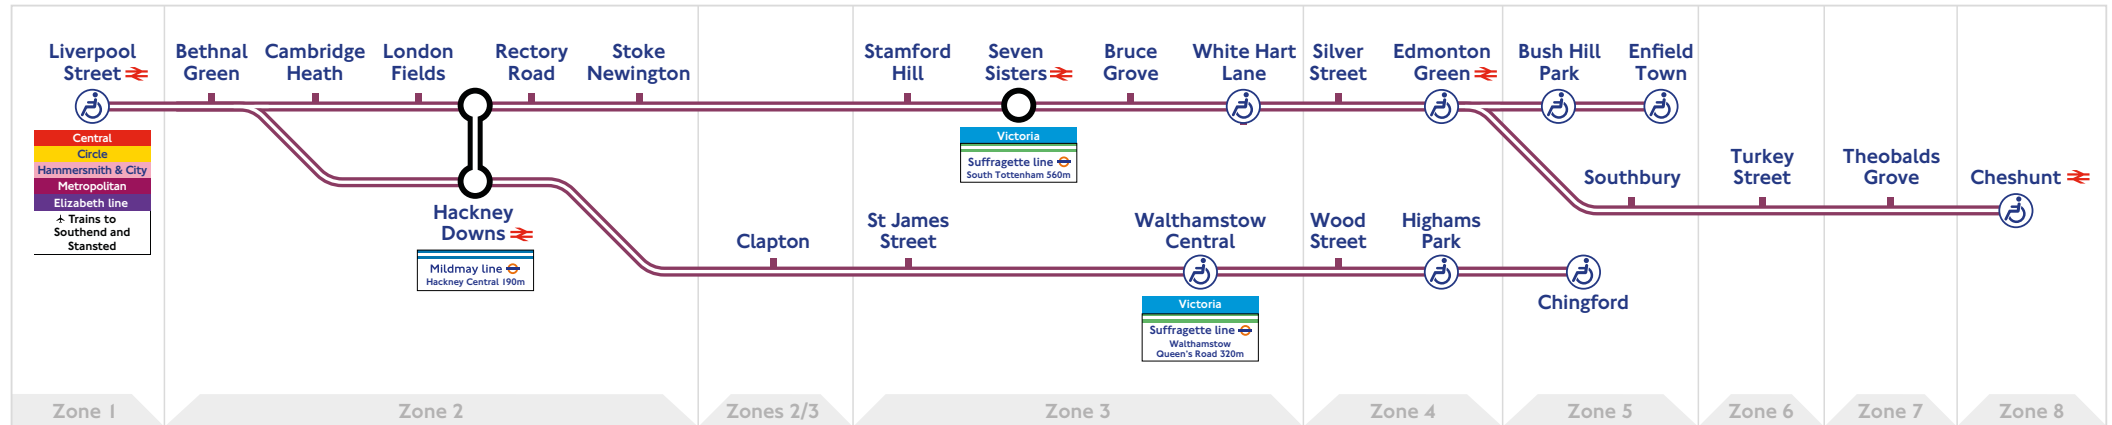 Liverpool
Street
Bethnal
Green
Cambridge
Heath
London
Fields
Rectory
Road
Stoke
Newington
Stamford
Hill
Seven
Sisters
Bruce
Grove
White Hart
Lane
Silver
Street
Edmonton
Green
Bush Hill
Park
Enfield
Town
Central
Circle
Hammersmith & City
Metropolitan
Elizabeth line
Trains to
Southend and
Stansted
Hackney
Downs
Mildmay line
Hackney Central 190m
Victoria
Suffragette line
South Tottenham 560m
Southbury
Turkey
Street
Theobalds
Grove
Cheshunt
Clapton
St James
Street
Walthamstow
Central
Wood
Street
Highams
Park
Chingford
Victoria
Suffragette line
Walthamstow
Queen's Road 320m
Zone 1
Zone 2
Zones 2/3
Zone 3
Zone 4
Zone 5
Zone 6
Zone 7
Zone 8